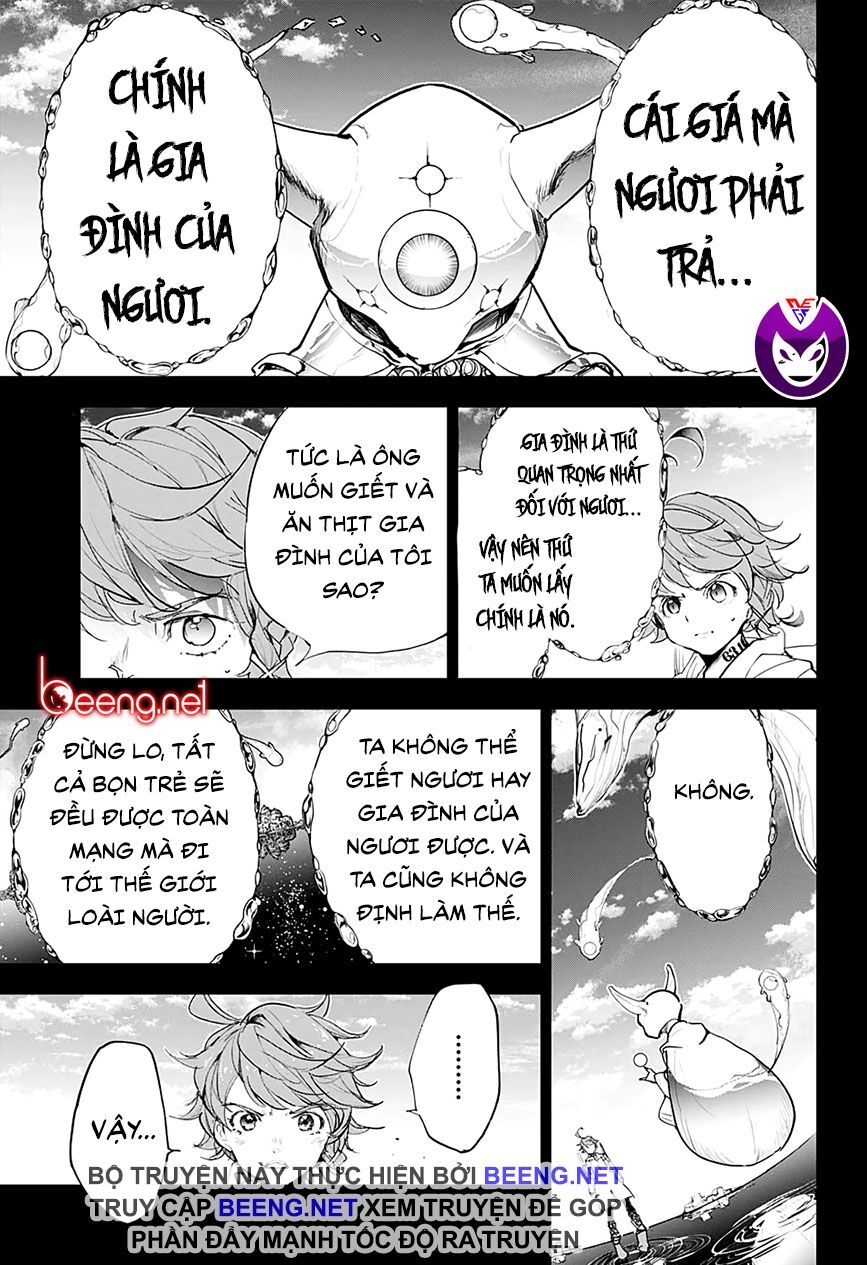 CÁI GIÁ MÀ
NGƯƠI PHẢI
TRẢ...
CHÍNH
LÀ GIA
ĐÌNH CỦA
NGƯƠI.
GIA ĐÌNH LÀ THỨ
QUAN TRỌNG NHẤT
ĐỐI VỚI NGƯƠI...
VẬY NÊN THỨ
TA MUỐN LẤY
CHÍNH LÀ NÓ.
TỨC LÀ ÔNG
MUỐN GIẾT VÀ
ĂN THỊT GIA
ĐÌNH CỦA TÔI
SAO?
beeng.net
KHÔNG.
TA KHÔNG THỂ
GIẾT NGƯƠI HAY
GIA ĐÌNH CỦA
NGƯƠI ĐƯỢC. VÀ
TA CŨNG KHÔNG
ĐỊNH LÀM THẾ.
ĐỪNG LO, TẤT
CẢ BỌN TRẺ SẼ
ĐỀU ĐƯỢC TOÀN
MẠNG MÀ ĐI
TỚI THẾ GIỚI
LOÀI NGƯỜI.
........
VẬY...
BỘ TRUYỆN NÀY THỰC HIỆN BỞI BEENG.NET
TRUY CẬP BEENG.NET XEM TRUYỆN ĐỂ GÓP
PHẦN ĐẨY MẠNH TỐC ĐỘ RA TRUYỆN